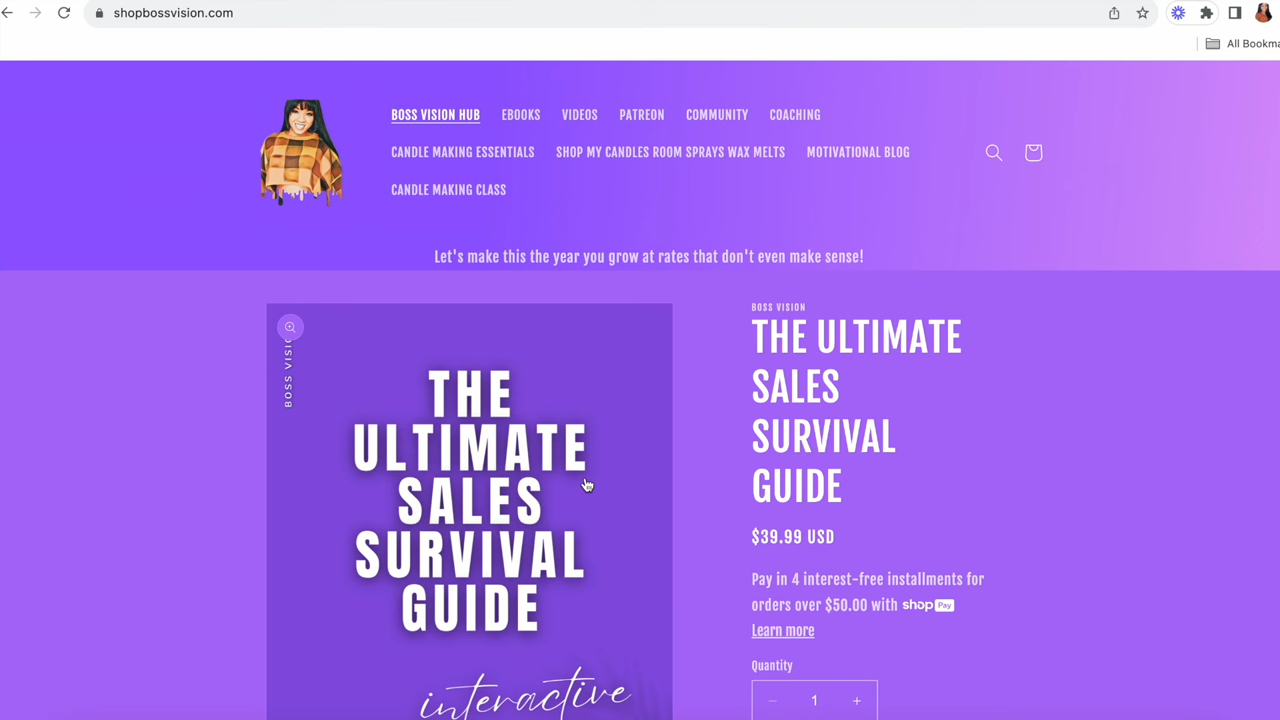 shopbossvision.com
All Bookma
BOSS VISION HUB EBOOKS VIDEOS PATREON COMMUNITY COACHING
CANDLE MAKING ESSENTIALS SHOP MY CANDLES ROOM SPRAYS WAX MELTS MOTIVATIONAL BLOG
CANDLE MAKING CLASS
Let's make this the year you grow at rates that don't even make sense!
BOSS VISIO
THE
ULTIMATE
SALES
SURVIVAL
GUIDE
interactive
BOSS VISION
THE ULTIMATE
SALES
SURVIVAL
GUIDE
$39.99 USD
Pay in 4 interest-free installments for
orders over $50.00 with shop Pay
Learn more
Quantity
− 1 +